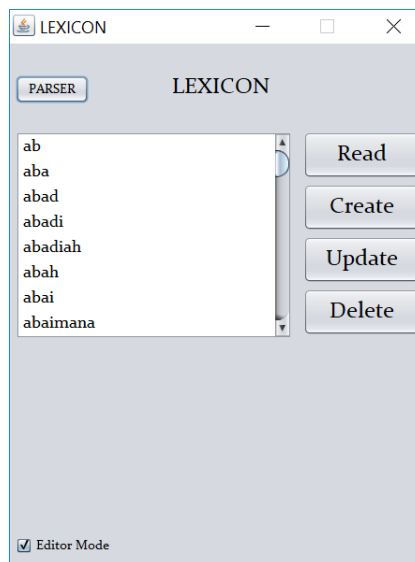 LEXICON
PARSER
LEXICON
ab
aba
abad
abadi
abadiah
abah
abai
abaimana
Read
Create
Update
Delete
Editor Mode